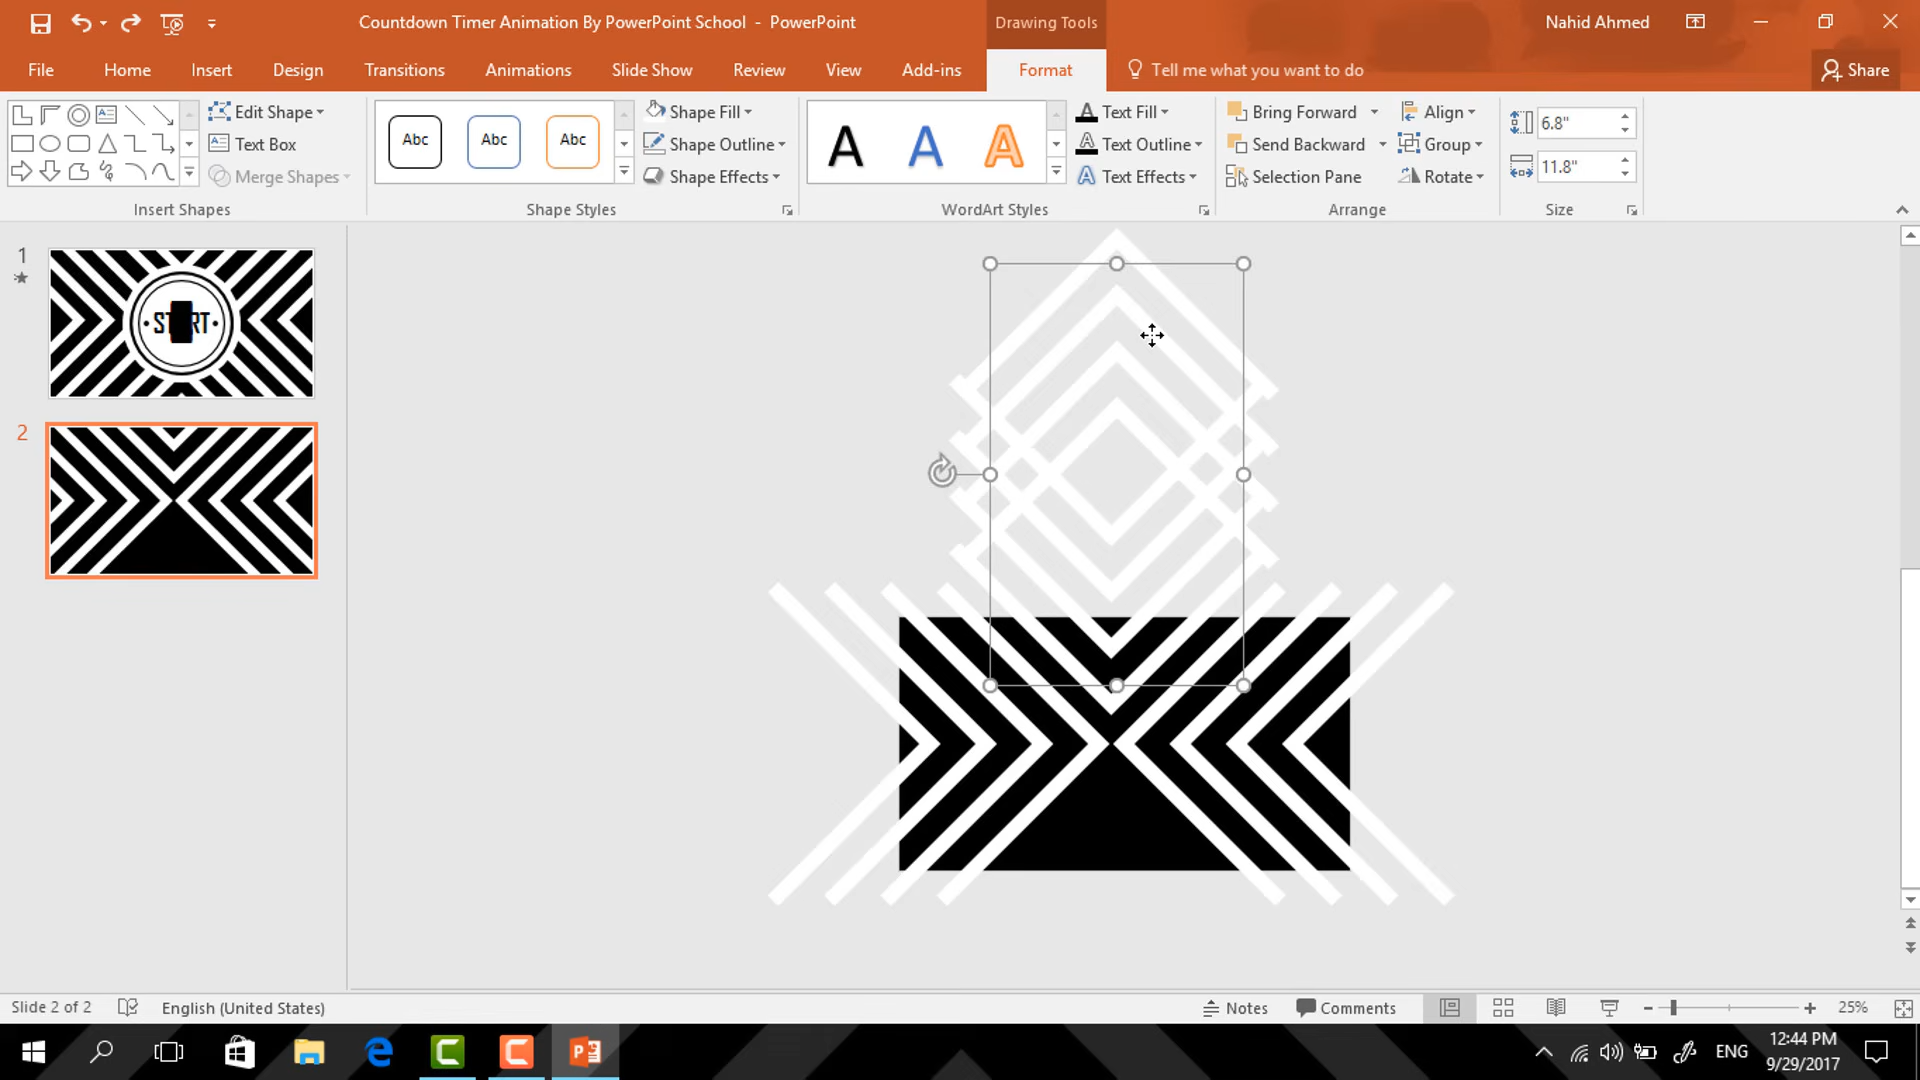 Countdown Timer Animation By PowerPoint School - PowerPoint
Drawing Tools
Nahid Ahmed
File
Home
Insert
Design
Transitions
Animations
Slide Show
Review
View
Add-ins
Format
Tell me what you want to do
Share
Edit Shape
Text Box
Merge Shapes
Insert Shapes
Abc
Abc
Abc
Shape Fill
Shape Outline
Shape Effects
Shape Styles
A
A
A
Text Fill
Text Outline
Text Effects
WordArt Styles
Bring Forward
Send Backward
Selection Pane
Align
Group
Rotate
Arrange
6.8"
11.8"
Size
1
2
Slide 2 of 2
English (United States)
Notes
Comments
25%
ENG
12:44 PM
9/29/2017